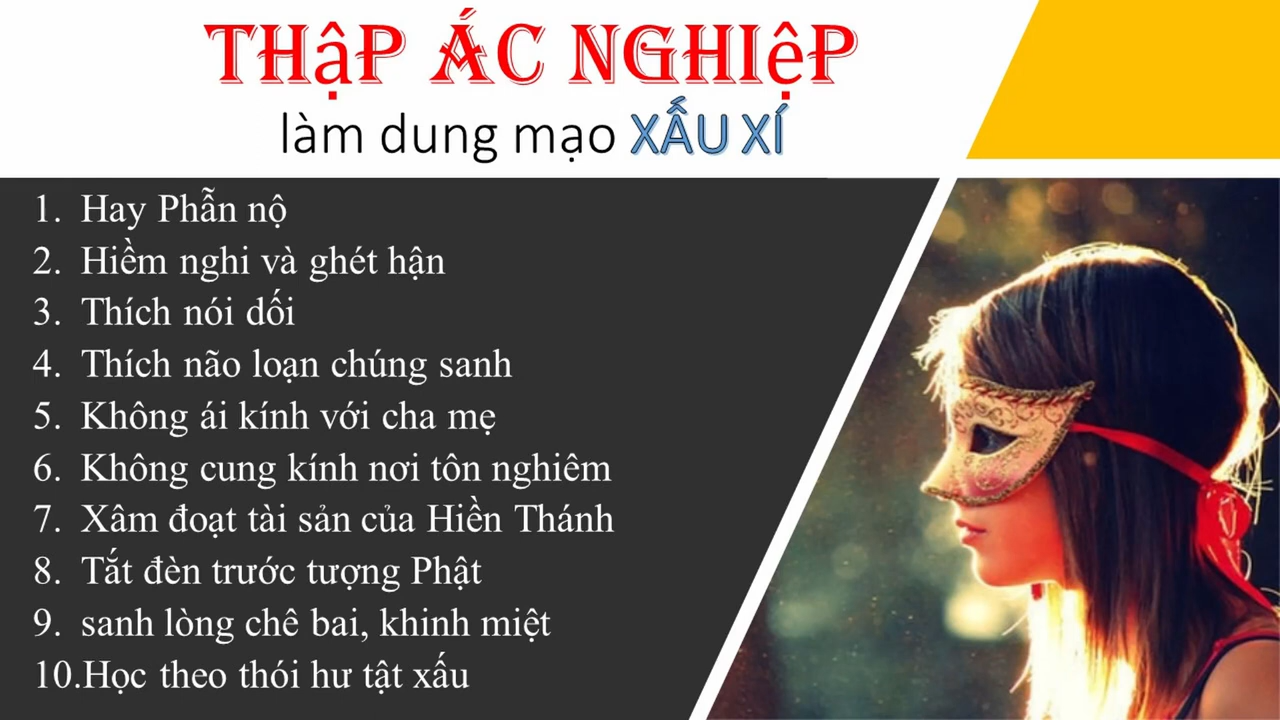 THậP ÁC NGHIệP
làm dung mạo XẤU XÍ
1. Hay Phẫn nộ
2. Hiềm nghi và ghét hận
3. Thích nói dối
4. Thích não loạn chúng sanh
5. Không ái kính với cha mẹ
6. Không cung kính nơi tôn nghiêm
7. Xâm đoạt tài sản của Hiền Thánh
8. Tắt đèn trước tượng Phật
9. sanh lòng chê bai, khinh miệt
10.Học theo thói hư tật xấu